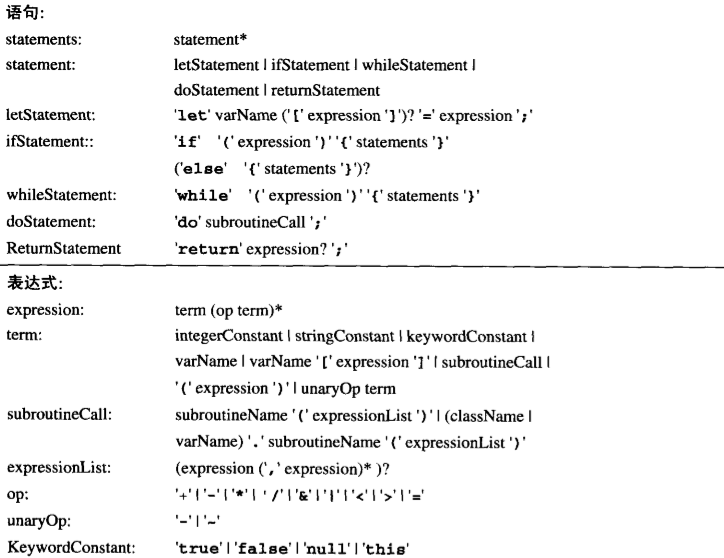 语句:
statements: statement*
statement: letStatement | ifStatement | whileStatement |
doStatement | returnStatement
letStatement: 'let' varName ('[' expression ']')? '=' expression ';'
ifStatement:: 'if' '(' expression ')' '{' statements '}'
('else' '{' statements '}')?
whileStatement: 'while' '(' expression ')' '{' statements '}'
doStatement: 'do' subroutineCall ';'
ReturnStatement 'return' expression? ';'
表达式:
expression: term (op term)*
term: integerConstant | stringConstant | keywordConstant |
varName | varName '[' expression ']' | subroutineCall |
'(' expression ')' | unaryOp term
subroutineCall: subroutineName '(' expressionList ')' | (className |
varName) '.' subroutineName '(' expressionList ')'
expressionList: (expression (',' expression)* )?
op: '+' | '-' | '*' | '/' | '&' | '|' | '<' | '>' | '='
unaryOp: '-' | '~'
KeywordConstant: 'true' | 'false' | 'null' | 'this'